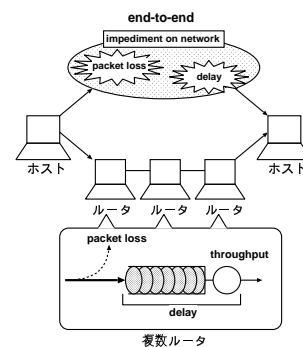 end-to-end
impediment on network
packet loss
delay
ホスト
ホスト
ルータ
ルータ
ルータ
packet loss
throughput
delay
複数ルータ